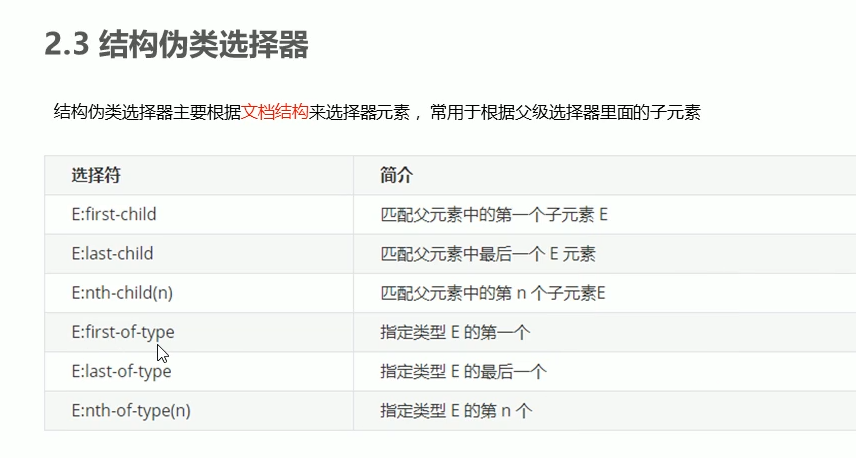 2.3 结构伪类选择器
结构伪类选择器主要根据文档结构来选择器元素 ，常用于根据父级选择器里面的子元素
选择符 简介
E:first-child 匹配父元素中的第一个子元素 E
E:last-child 匹配父元素中最后一个 E 元素
E:nth-child(n) 匹配父元素中的第 n 个子元素E
E:first-of-type 指定类型 E 的第一个
E:last-of-type 指定类型 E 的最后一个
E:nth-of-type(n) 指定类型 E 的第 n 个